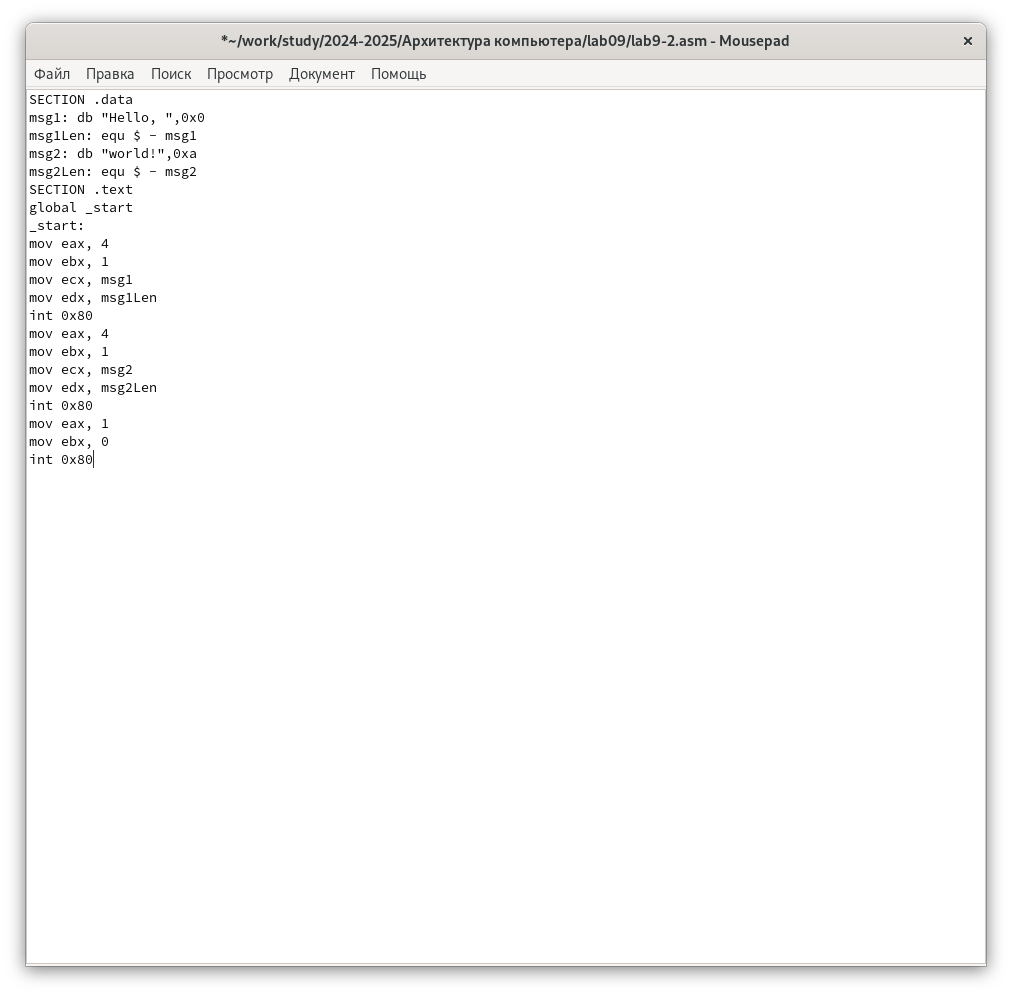 *~/work/study/2024-2025/Архитектура компьютера/lab09/lab9-2.asm - Mousepad
Файл Правка Поиск Просмотр Документ Помощь
SECTION .data
msg1: db "Hello, ",0x0
msg1Len: equ $ - msg1
msg2: db "world!",0xa
msg2Len: equ $ - msg2
SECTION .text
global _start
_start:
mov eax, 4
mov ebx, 1
mov ecx, msg1
mov edx, msg1Len
int 0x80
mov eax, 4
mov ebx, 1
mov ecx, msg2
mov edx, msg2Len
int 0x80
mov eax, 1
mov ebx, 0
int 0x80